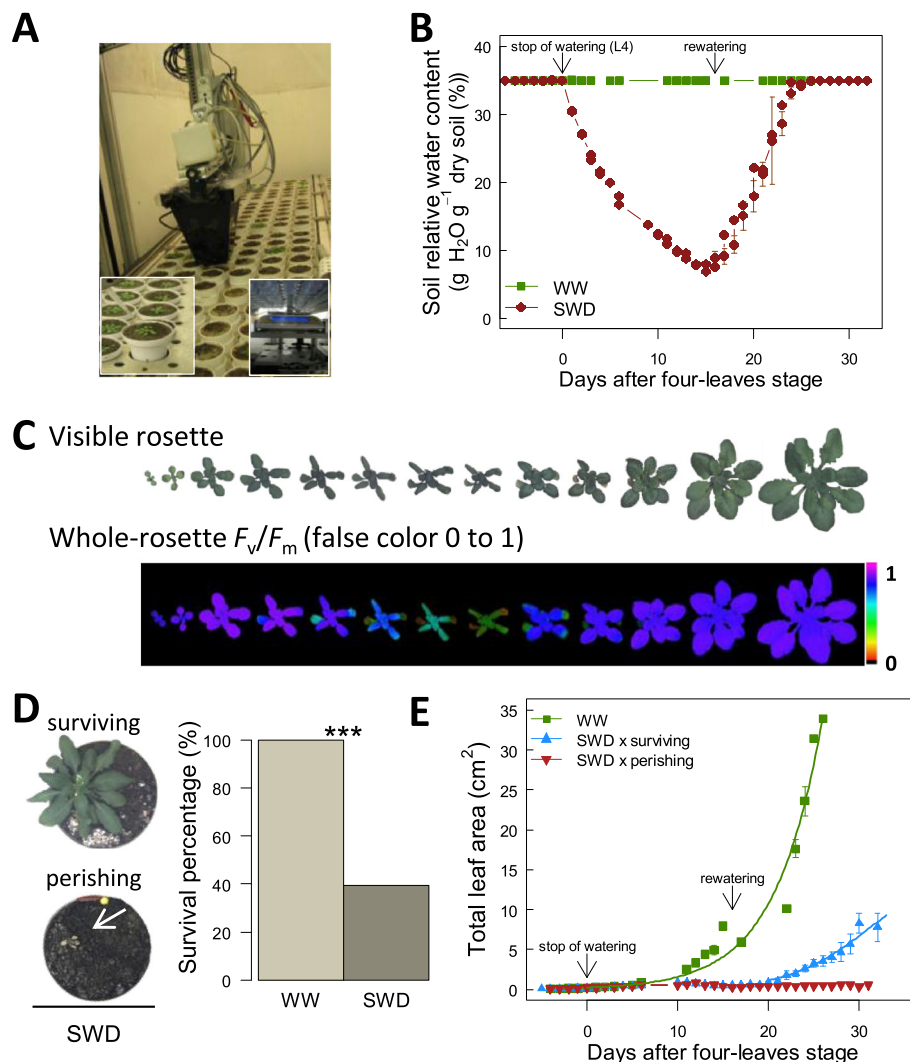 A
B
40
30
20
10
0
Soil relative water content
(g H2O g−1 dry soil (%))
stop of watering (L4)
rewatering
WW
SWD
0
10
20
30
Days after four-leaves stage
C
Visible rosette
Whole-rosette Fv/Fm (false color 0 to 1)
1
0
D
surviving
perishing
SWD
Survival percentage (%)
100
80
60
40
20
0
***
WW
SWD
E
Total leaf area (cm2)
35
30
25
20
15
10
5
0
WW
SWD x surviving
SWD x perishing
rewatering
stop of watering
0
10
20
30
Days after four-leaves stage